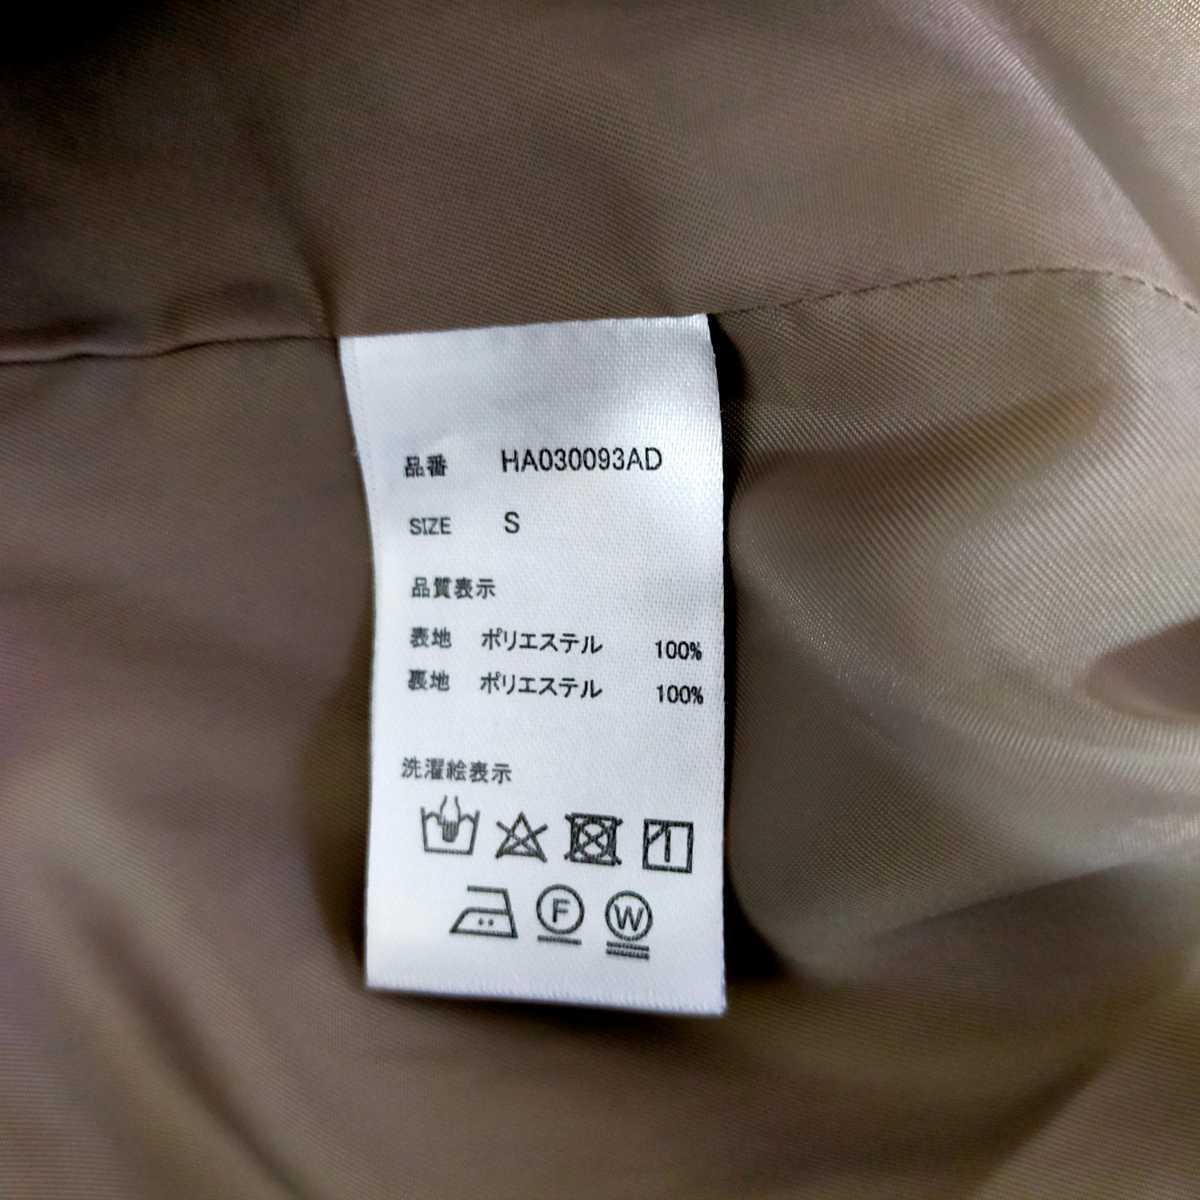 品番 HA030093AD
SIZE S
品質表示
表地 ポリエステル 100%
裏地 ポリエステル 100%
洗濯絵表示
F W